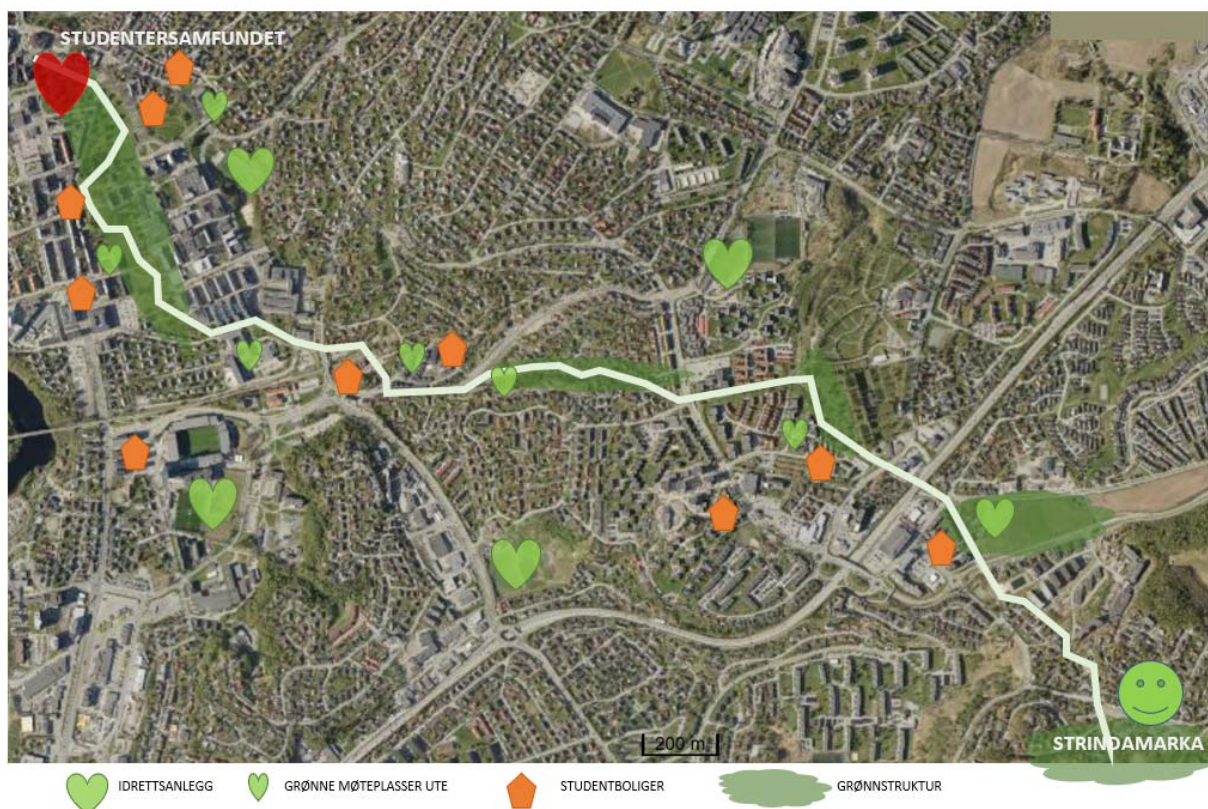 STUDENTERSAMFUNDET
STRINDAMARKA
200 m
IDRETTSANLEGG
GRØNNE MØTEPLASSER UTE
STUDENTBOLIGER
GRØNNSTRUKTUR